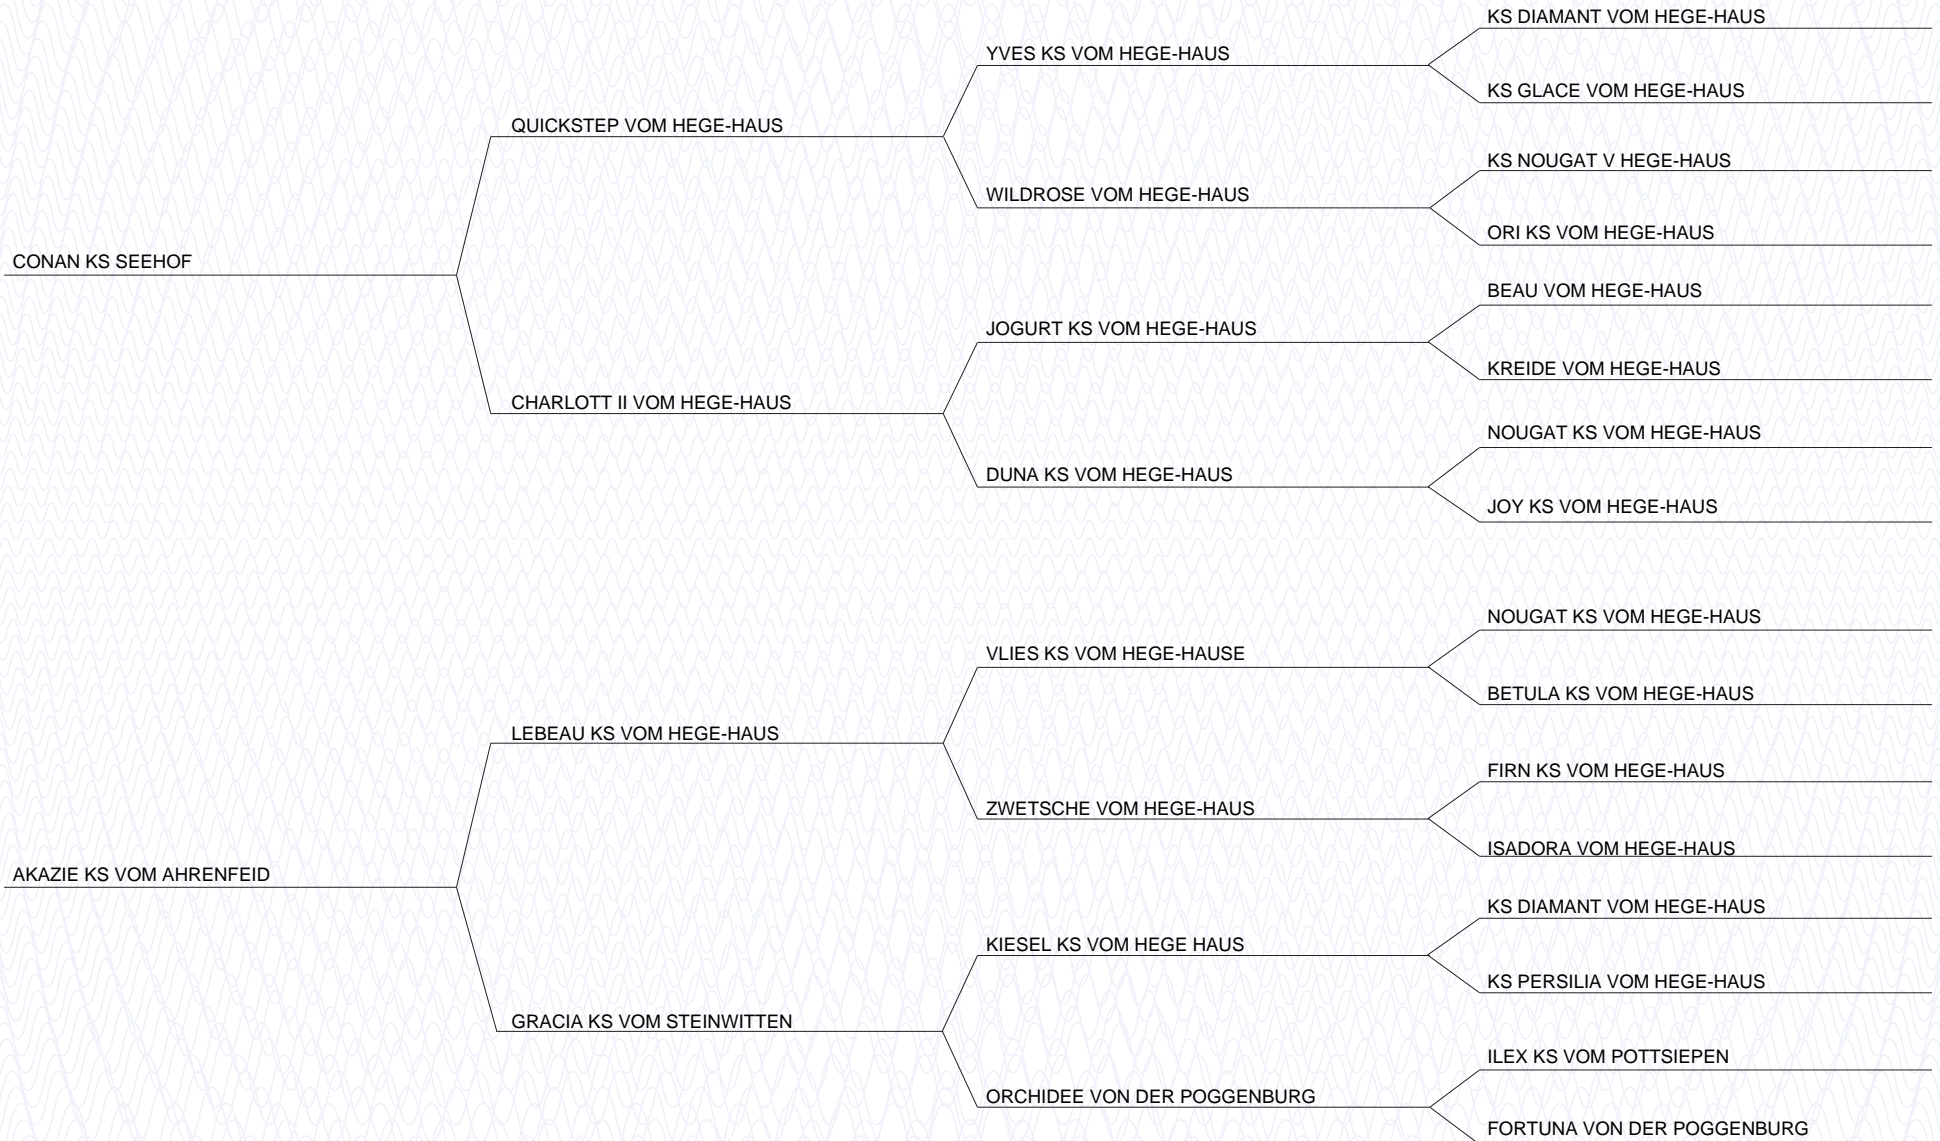 KS DIAMANT VOM HEGE-HAUS
YVES KS VOM HEGE-HAUS
KS GLACE VOM HEGE-HAUS
QUICKSTEP VOM HEGE-HAUS
KS NOUGAT V HEGE-HAUS
WILDROSE VOM HEGE-HAUS
ORI KS VOM HEGE-HAUS
CONAN KS SEEHOF
BEAU VOM HEGE-HAUS
JOGURT KS VOM HEGE-HAUS
KREIDE VOM HEGE-HAUS
CHARLOTT II VOM HEGE-HAUS
NOUGAT KS VOM HEGE-HAUS
DUNA KS VOM HEGE-HAUS
JOY KS VOM HEGE-HAUS
NOUGAT KS VOM HEGE-HAUS
VLIES KS VOM HEGE-HAUSE
BETULA KS VOM HEGE-HAUS
LEBEAU KS VOM HEGE-HAUS
FIRN KS VOM HEGE-HAUS
ZWETSCHE VOM HEGE-HAUS
ISADORA VOM HEGE-HAUS
AKAZIE KS VOM AHRENFEID
KS DIAMANT VOM HEGE-HAUS
KIESEL KS VOM HEGE HAUS
KS PERSILIA VOM HEGE-HAUS
GRACIA KS VOM STEINWITTEN
ILEX KS VOM POTTSIEPEN
ORCHIDEE VON DER POGGENBURG
FORTUNA VON DER POGGENBURG